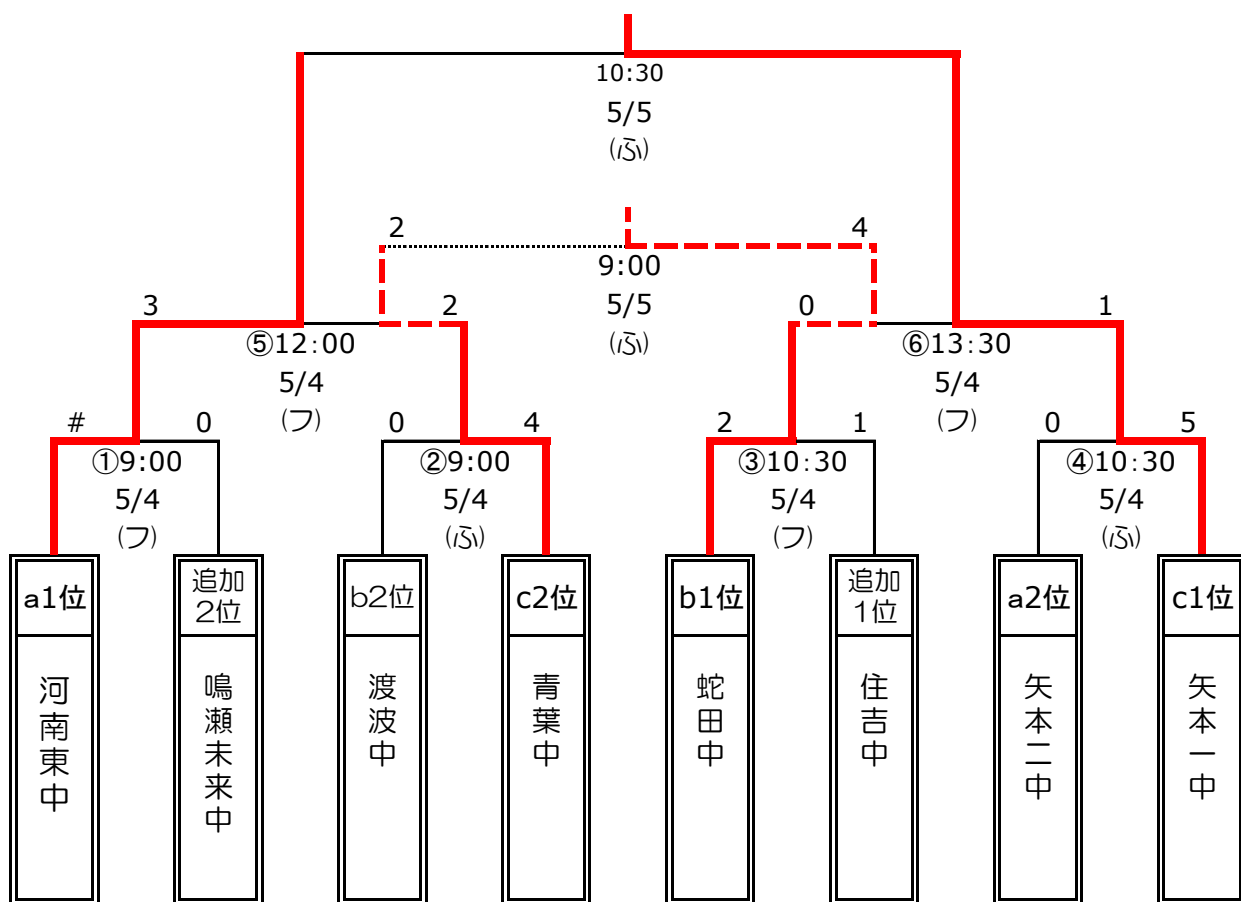 10:30
5/5
(ふ)
2
4
9:00
5/5
(ふ)
3
2
0
1
⑤12:00
5/4
(フ)
⑥13:30
5/4
(フ)
#
0
0
4
2
1
0
5
①9:00
5/4
(フ)
②9:00
5/4
(ふ)
③10:30
5/4
(フ)
④10:30
5/4
(ふ)
a1位
追加
2位
b2位
c2位
b1位
追加
1位
a2位
c1位
河南東中
鳴瀬未来中
渡波中
青葉中
蛇田中
住吉中
矢本二中
矢本一中